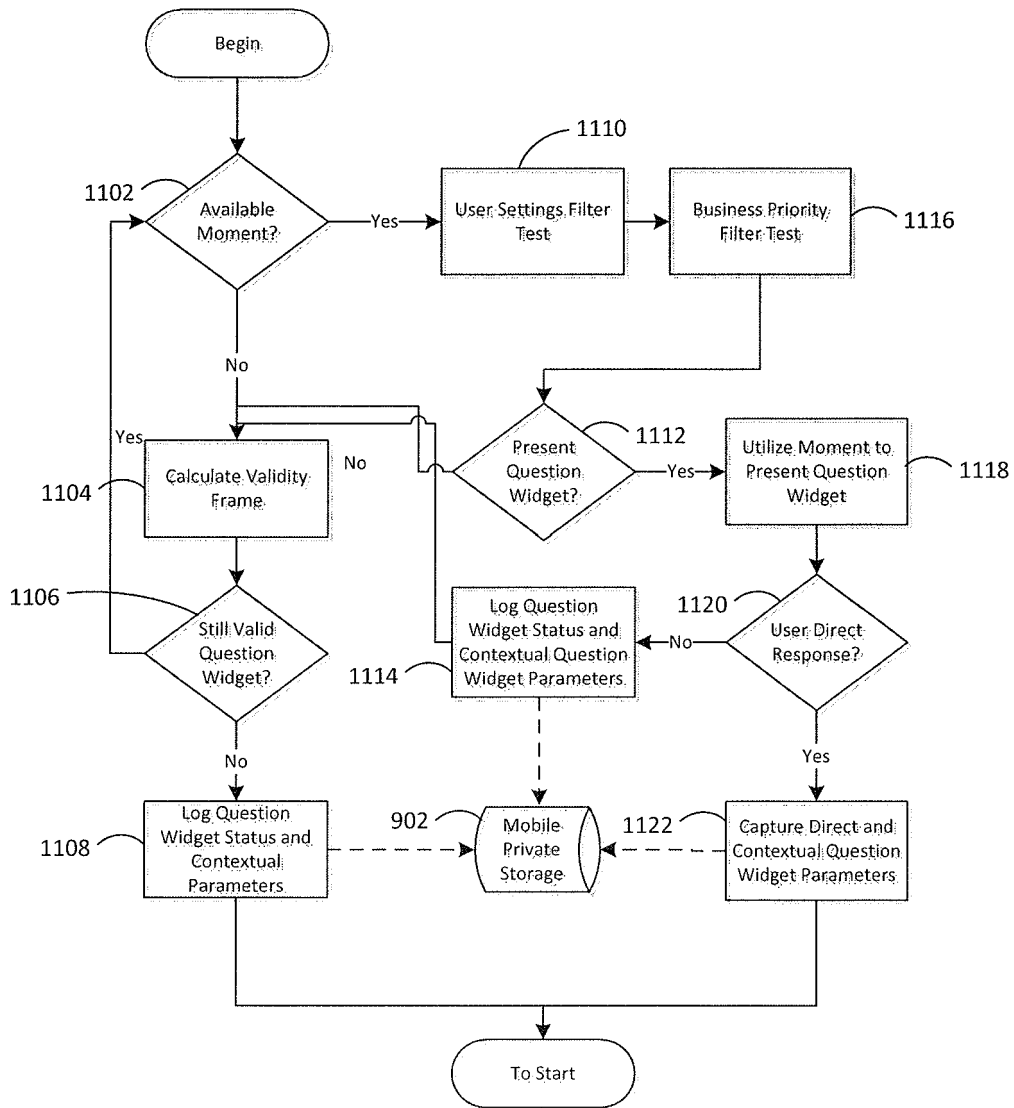 Begin
1110
1102
Available
Moment?
Yes
User Settings Filter
Test
Business Priority
Filter Test
1116
No
Yes
1104
Calculate Validity
Frame
No
Present
Question
Widget?
1112
Yes
Utilize Moment to
Present Question
Widget
1118
1106
Still Valid
Question
Widget?
Log Question
Widget Status and
Contextual Question
Widget Parameters
1114
No
1120
User Direct
Response?
No
Yes
1108
Log Question
Widget Status and
Contextual
Parameters
902
Mobile
Private
Storage
1122
Capture Direct and
Contextual Question
Widget Parameters
To Start